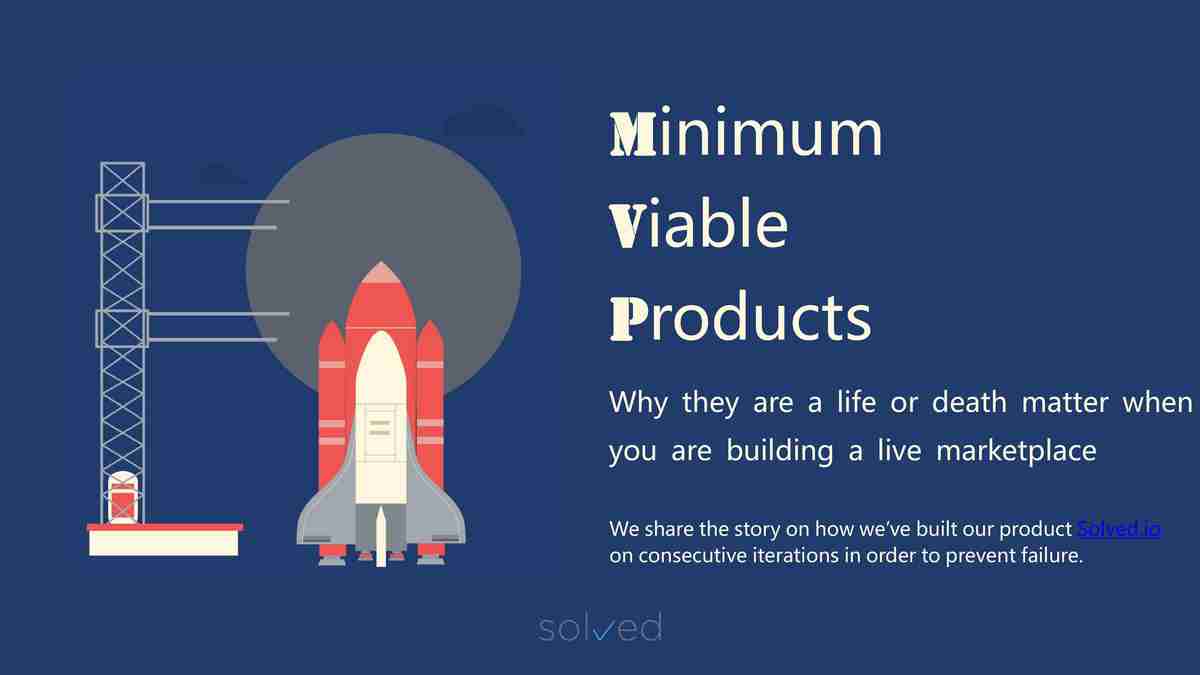 Minimum
Viable
Products
Why they are a life or death matter when
you are building a live marketplace
We share the story on how we’ve built our product Solved.io
on consecutive iterations in order to prevent failure.
solved